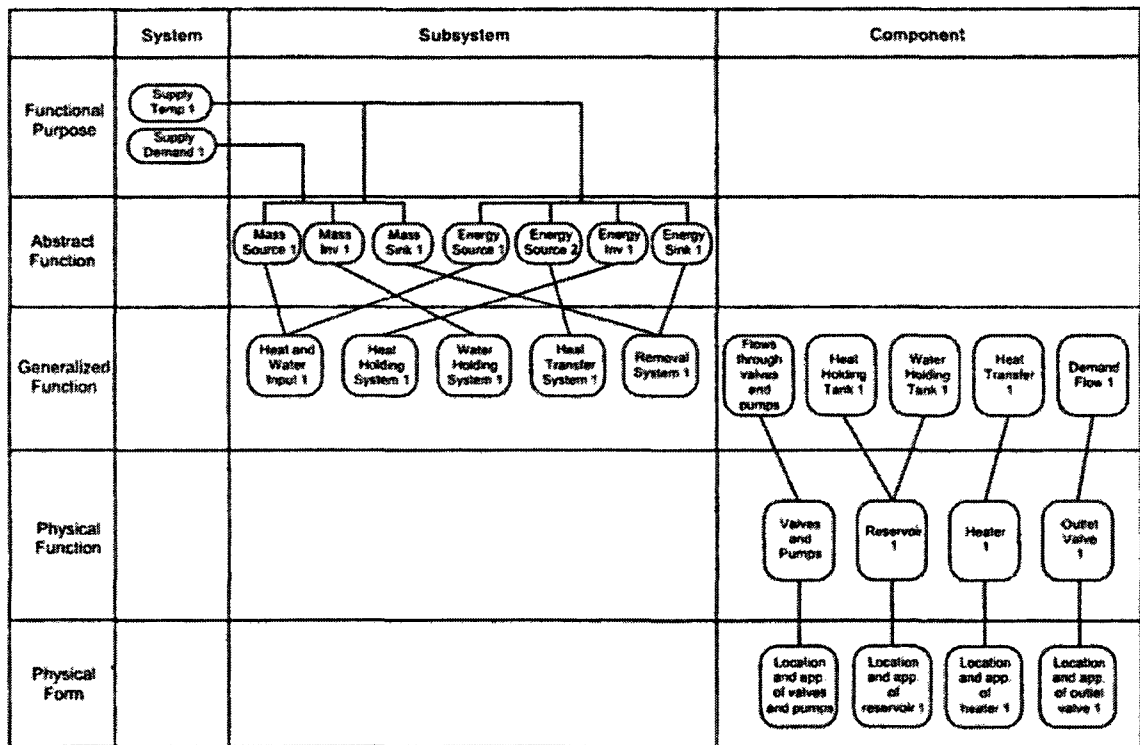 System
Subsystem
Component
Functional
Purpose
Supply
Temp 1
Supply
Demand 1
Abstract
Function
Mass
Source 1
Mass
Inv 1
Mass
Sink 1
Energy
Source 1
Energy
Source 2
Energy
Inv 1
Energy
Sink 1
Generalized
Function
Heat and
Water
Input 1
Heat
Holding
System 1
Water
Holding
System 1
Heat
Transfer
System 1
Removal
System 1
Flows
through
valves
and
pumps
Heat
Holding
Tank 1
Water
Holding
Tank 1
Heat
Transfer
1
Demand
Flow 1
Physical
Function
Valves
and
Pumps
Reservoir
1
Heater
1
Outlet
Valve
1
Physical
Form
Location
and app.
of valves
and pumps
Location
and app.
of
reservoir 1
Location
and app.
of
heater 1
Location
and app.
of outlet
valve 1